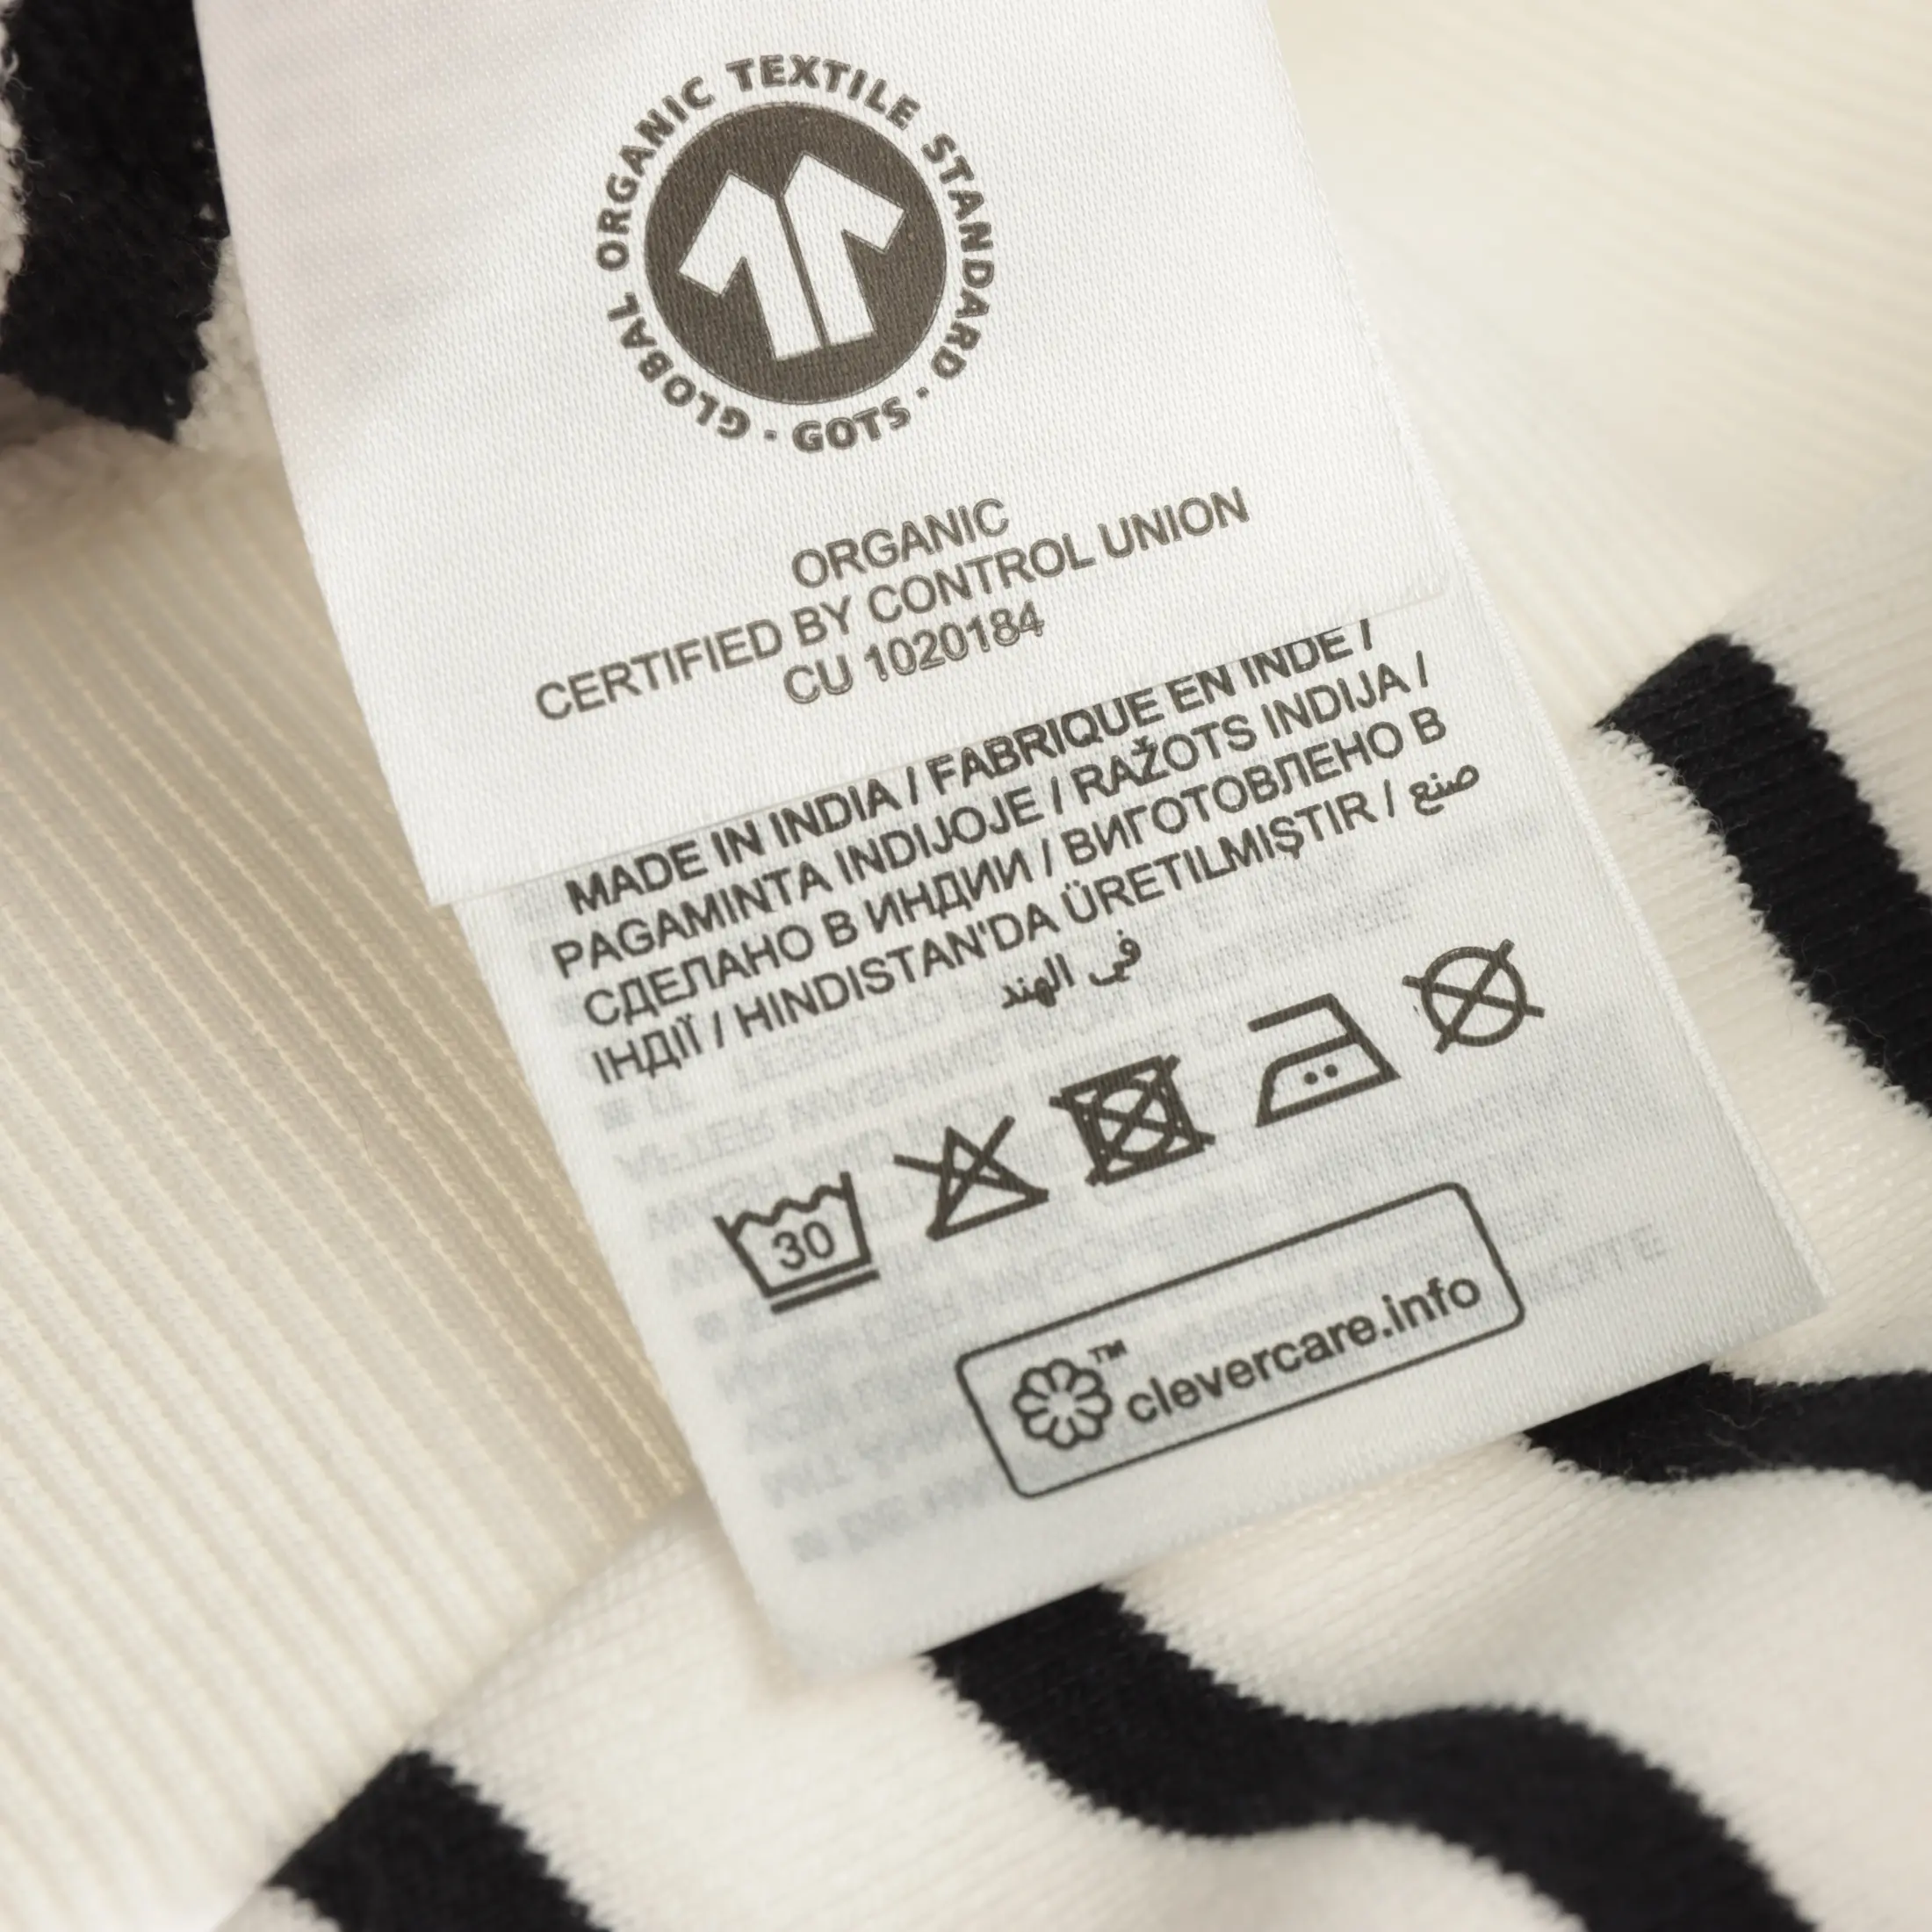 GLOBAL ORGANIC TEXTILE STANDARD · GOTS ·
ORGANIC
CERTIFIED BY CONTROL UNION
CU 1020184
MADE IN INDIA / FABRIQUE EN INDE /
PAGAMINTA INDIJOJE / RAŽOTS INDIJA /
СДЕЛАНО В ИНДИИ / ВИГОТОВЛЕНО В
ІНДІЇ / HINDISTAN'DA ÜRETILMIŞTIR / صنع
في الهند
30
™ clevercare.info